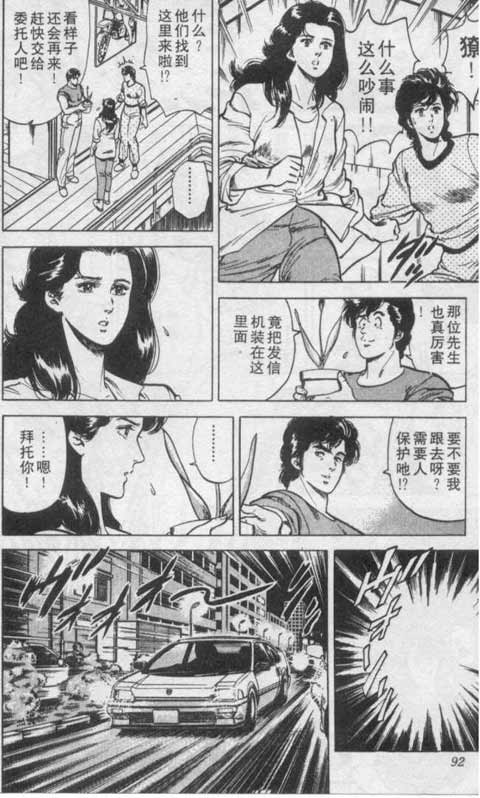 獠！
什么事
这么吵闹!!
什么？
他们找到
这里来啦!?
看样子
还会再来！
赶快交给
委托人吧！
………
那位先生
也真厉害
！
竟把发信
机装在这
里面．
要不要我
跟去呀？
需要人
保护吔!?
………
……嗯！
拜托你！
92